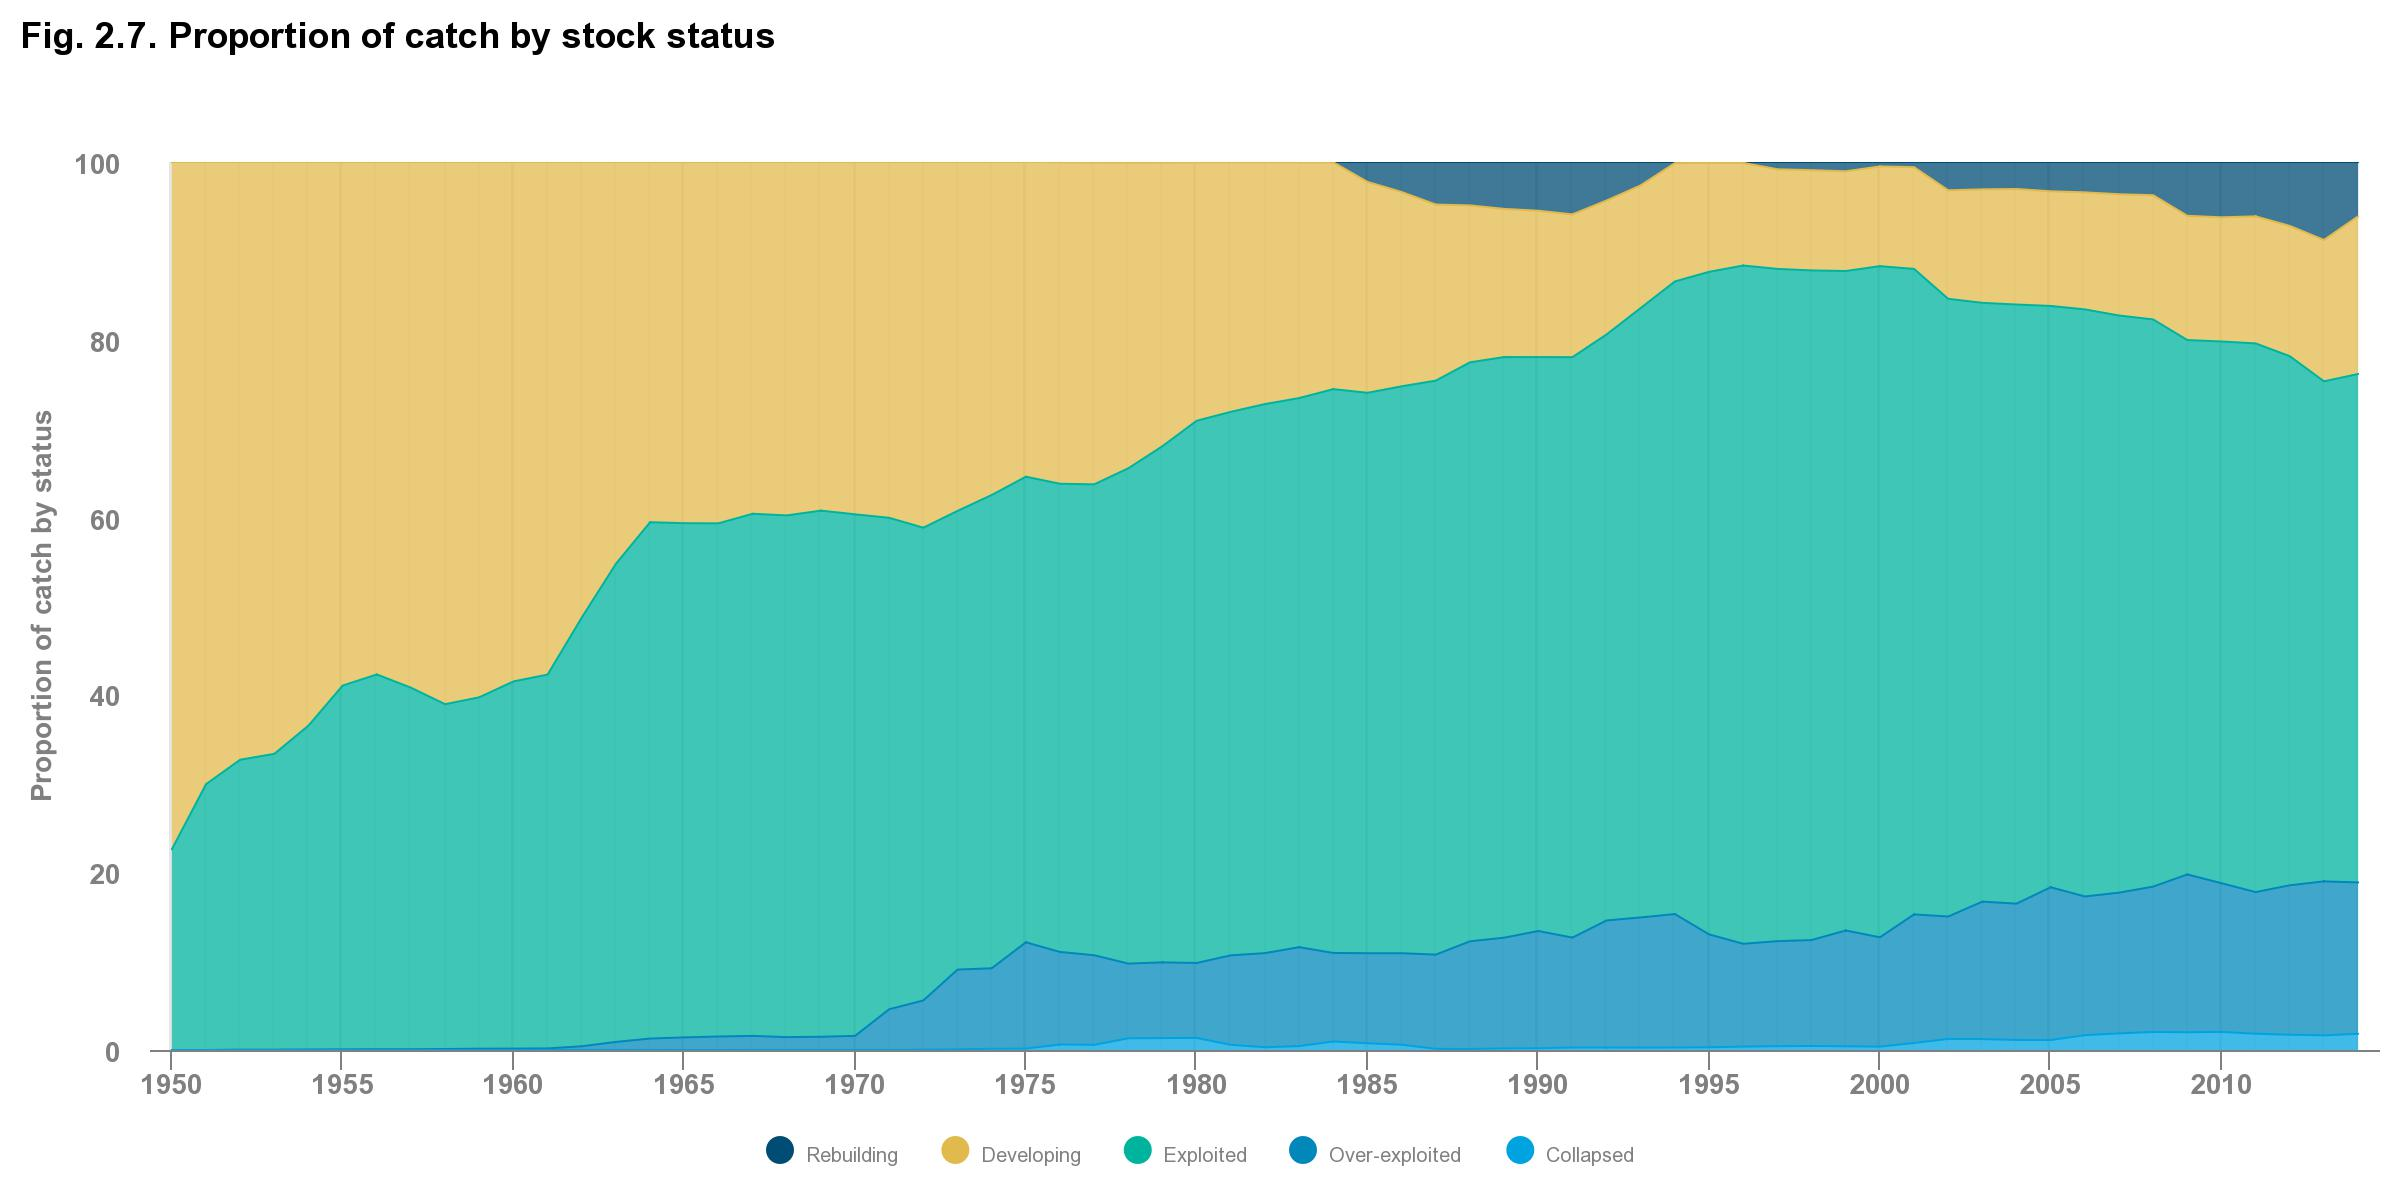 Fig. 2.7. Proportion of catch by stock status
Proportion of catch by status
100
80
60
40
20
0
1950 1955 1960 1965 1970 1975 1980 1985 1990 1995 2000 2005 2010
Rebuilding Developing Exploited Over-exploited Collapsed